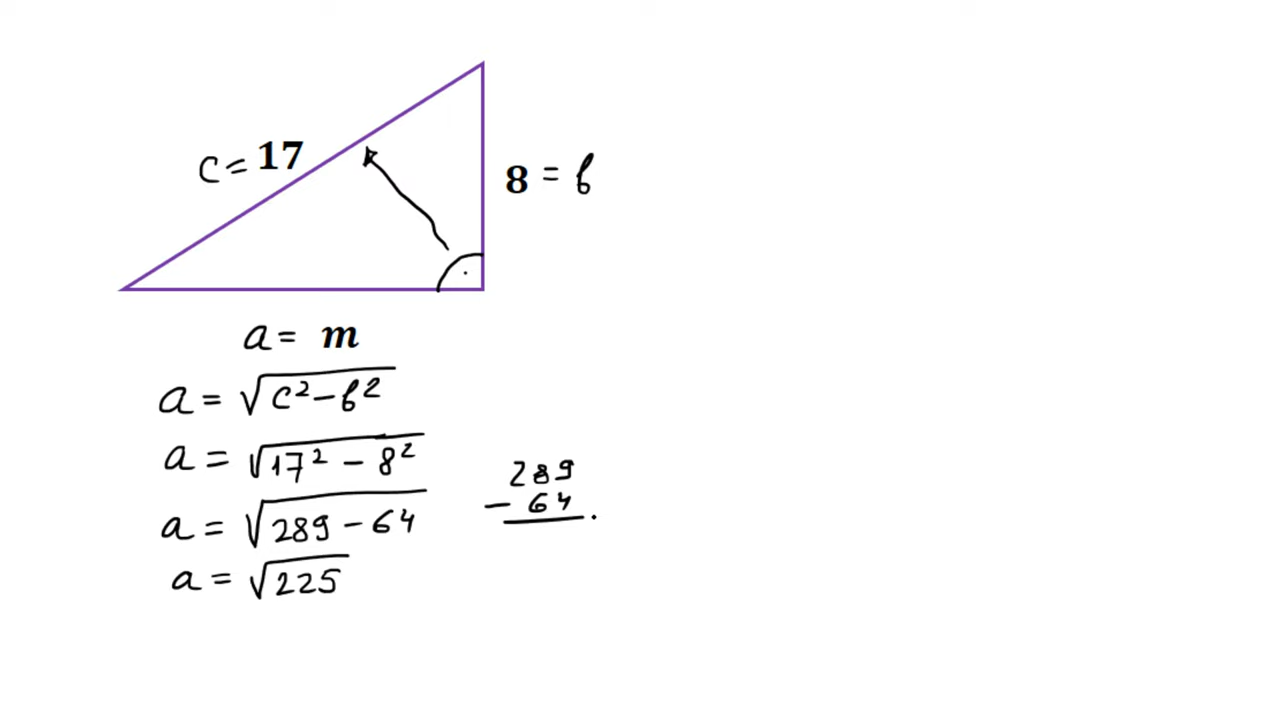 c = 17
8 = b
a = m
a = √c² − b²
a = √17² − 8²
a = √289 − 64
a = √225
289
− 64